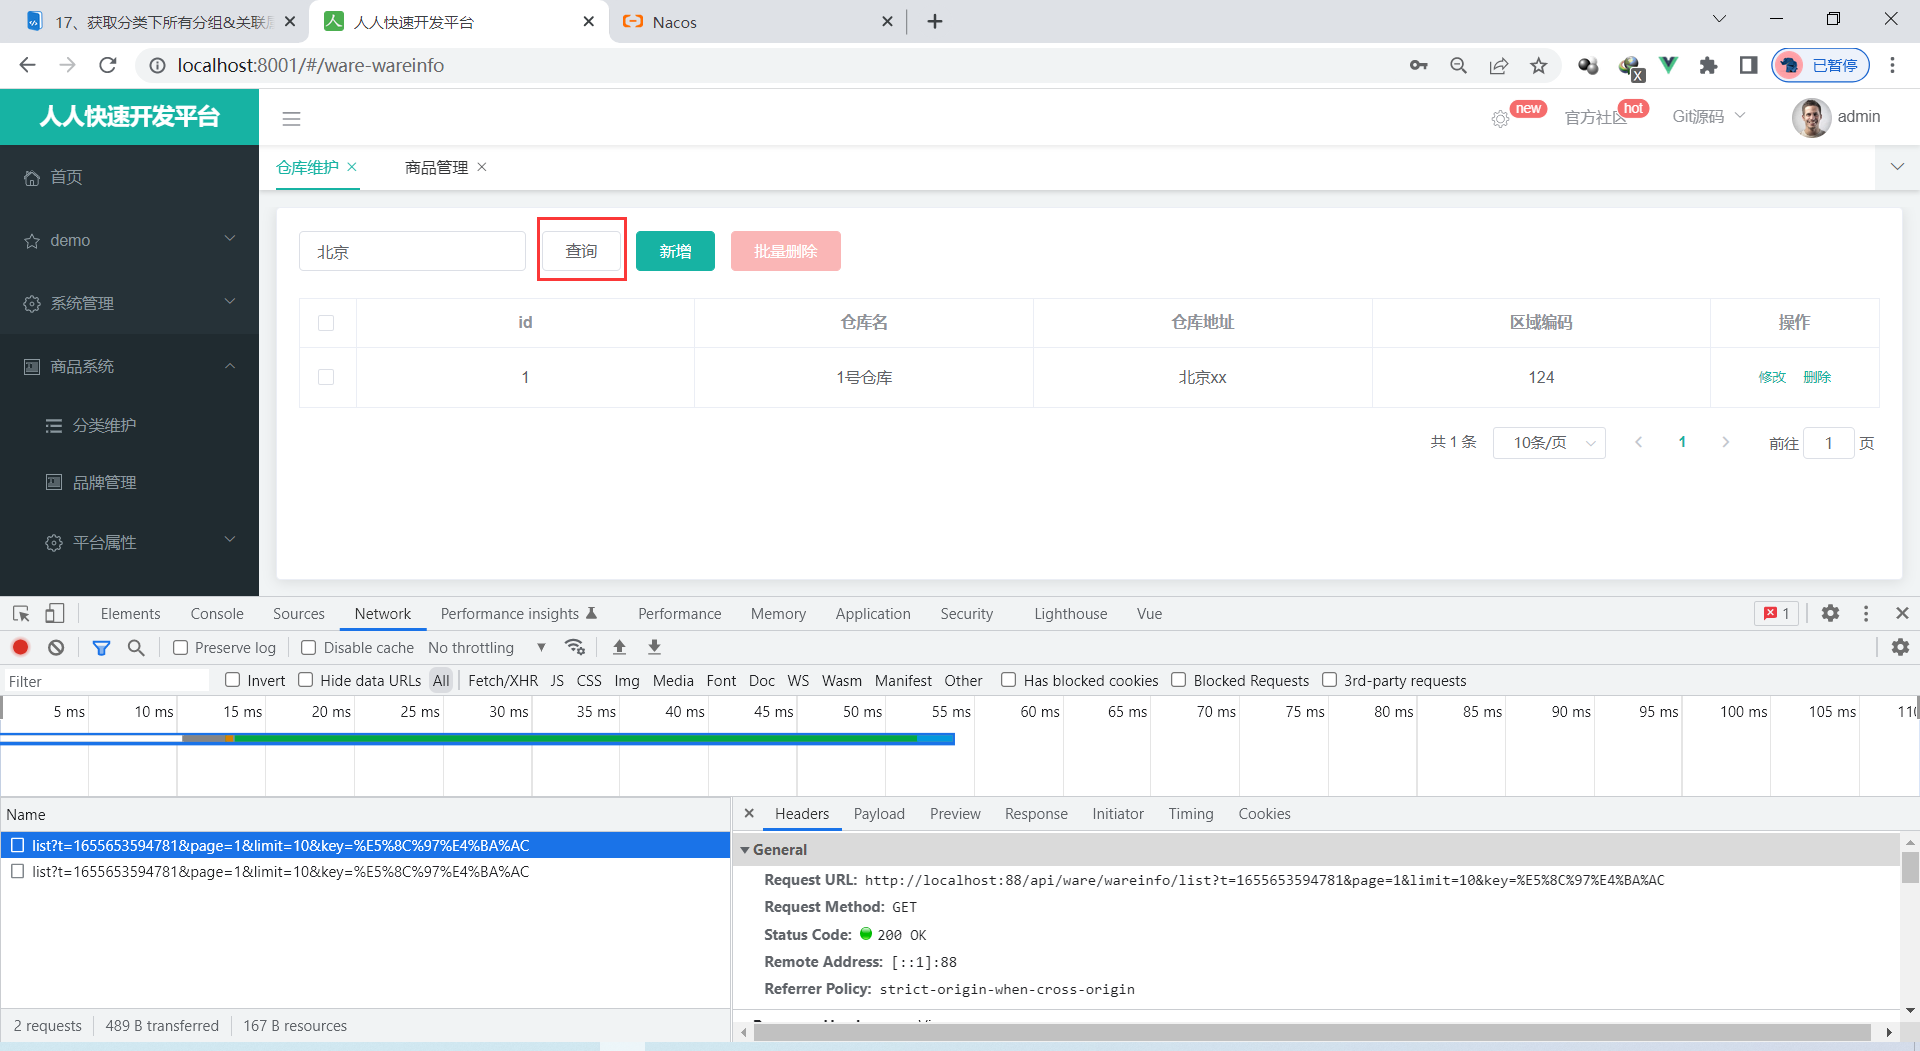 17、获取分类下所有分组&关联属
人人快速开发平台
Nacos
localhost:8001/#/ware-wareinfo
已暂停
人人快速开发平台
new
官方社区
hot
Git源码
admin
首页
demo
系统管理
商品系统
分类维护
品牌管理
平台属性
仓库维护
商品管理
北京
查询
新增
批量删除
id 仓库名 仓库地址 区域编码 操作
1 1号仓库 北京xx 124 修改 删除
共 1 条 10条/页 1 前往 1 页
Elements Console Sources Network Performance insights Performance Memory Application Security Lighthouse Vue 1
Preserve log Disable cache No throttling
Filter Invert Hide data URLs All Fetch/XHR JS CSS Img Media Font Doc WS Wasm Manifest Other Has blocked cookies Blocked Requests 3rd-party requests
5 ms 10 ms 15 ms 20 ms 25 ms 30 ms 35 ms 40 ms 45 ms 50 ms 55 ms 60 ms 65 ms 70 ms 75 ms 80 ms 85 ms 90 ms 95 ms 100 ms 105 ms 110
Name
list?t=1655653594781&page=1&limit=10&key=%E5%8C%97%E4%BA%AC
list?t=1655653594781&page=1&limit=10&key=%E5%8C%97%E4%BA%AC
2 requests 489 B transferred 167 B resources
Headers Payload Preview Response Initiator Timing Cookies
General
Request URL: http://localhost:88/api/ware/wareinfo/list?t=1655653594781&page=1&limit=10&key=%E5%8C%97%E4%BA%AC
Request Method: GET
Status Code: 200 OK
Remote Address: [::1]:88
Referrer Policy: strict-origin-when-cross-origin